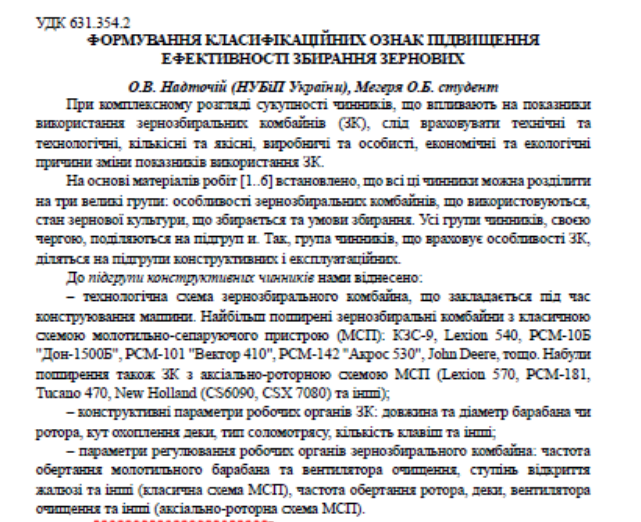 УДК 631.354.2
ФОРМУВАННЯ КЛАСИФІКАЦІЙНИХ ОЗНАК ПІДВИЩЕННЯ
ЕФЕКТИВНОСТІ ЗБИРАННЯ ЗЕРНОВИХ
О.В. Надточій (НУБіП України), Мегеря О.Б. студент
При комплексному розгляді сукупності чинників, що впливають на показники
використання зернозбиральних комбайнів (ЗК), слід враховувати технічні та
технологічні, кількісні та якісні, виробничі та особисті, економічні та екологічні
причини зміни показників використання ЗК.
На основі матеріалів робіт [1..6] встановлено, що всі ці чинники можна розділити
на три великі групи: особливості зернозбиральних комбайнів, що використовуються,
стан зернової культури, що збирається та умови збирання. Усі групи чинників, своєю
чергою, поділяються на підгруп и. Так, група чинників, що враховує особливості ЗК,
діляться на підгрупи конструктивних і експлуатаційних.
До підгрупи конструктивних чинників нами віднесено:
– технологічна схема зернозбирального комбайна, що закладається під час
конструювання машини. Найбільш поширені зернозбиральні комбайни з класичною
схемою молотильно-сепаруючого пристрою (МСП): КЗС-9, Lexion 540, РСМ-10Б
"Дон-1500Б", РСМ-101 "Вектор 410", РСМ-142 "Акрос 530", John Deere, тощо. Набули
поширення також ЗК з аксіально-роторною схемою МСП (Lexion 570, РСМ-181,
Tucano 470, New Holland (CS6090, CSX 7080) та інші);
– конструктивні параметри робочих органів ЗК: довжина та діаметр барабана чи
ротора, кут охоплення деки, тип соломотрясу, кількість клавіш та інші;
– параметри регулювання робочих органів зернозбирального комбайна: частота
обертання молотильного барабана та вентилятора очищення, ступінь відкриття
жалюзі та інші (класична схема МСП), частота обертання ротора, деки, вентилятора
очищення та інші (аксіально-роторна схема МСП).